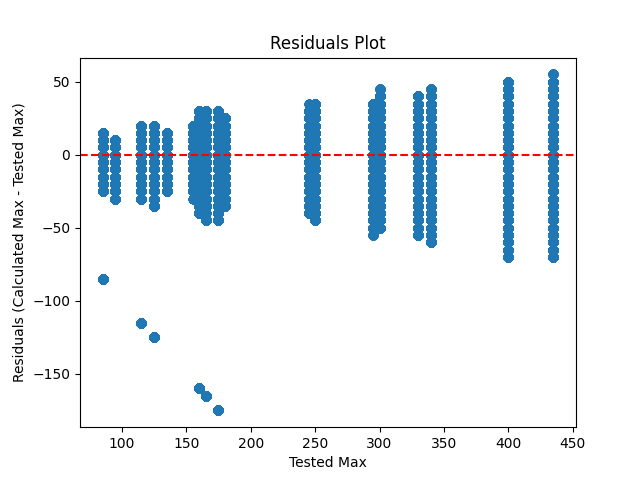 Residuals Plot
50
0
−50
−100
−150
Residuals (Calculated Max - Tested Max)
100 150 200 250 300 350 400 450
Tested Max